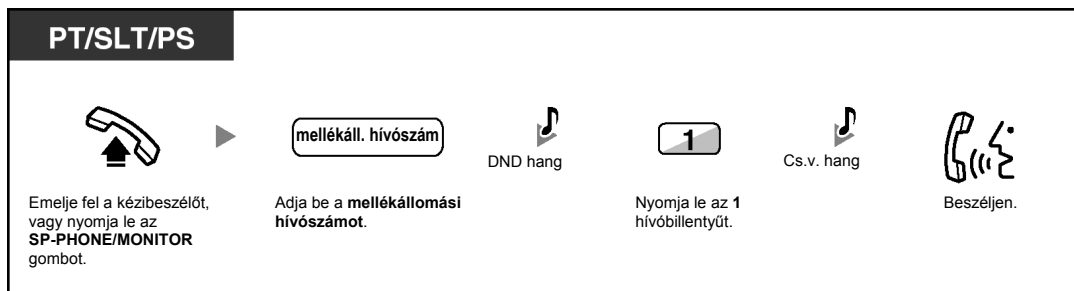 PT/SLT/PS
mellékáll. hívószám
DND hang
1
Cs.v. hang
Emelje fel a kézibeszélőt,
vagy nyomja le az
SP-PHONE/MONITOR
gombot.
Adja be a mellékállomási
hívószámot.
Nyomja le az 1
hívóbillentyűt.
Beszéljen.